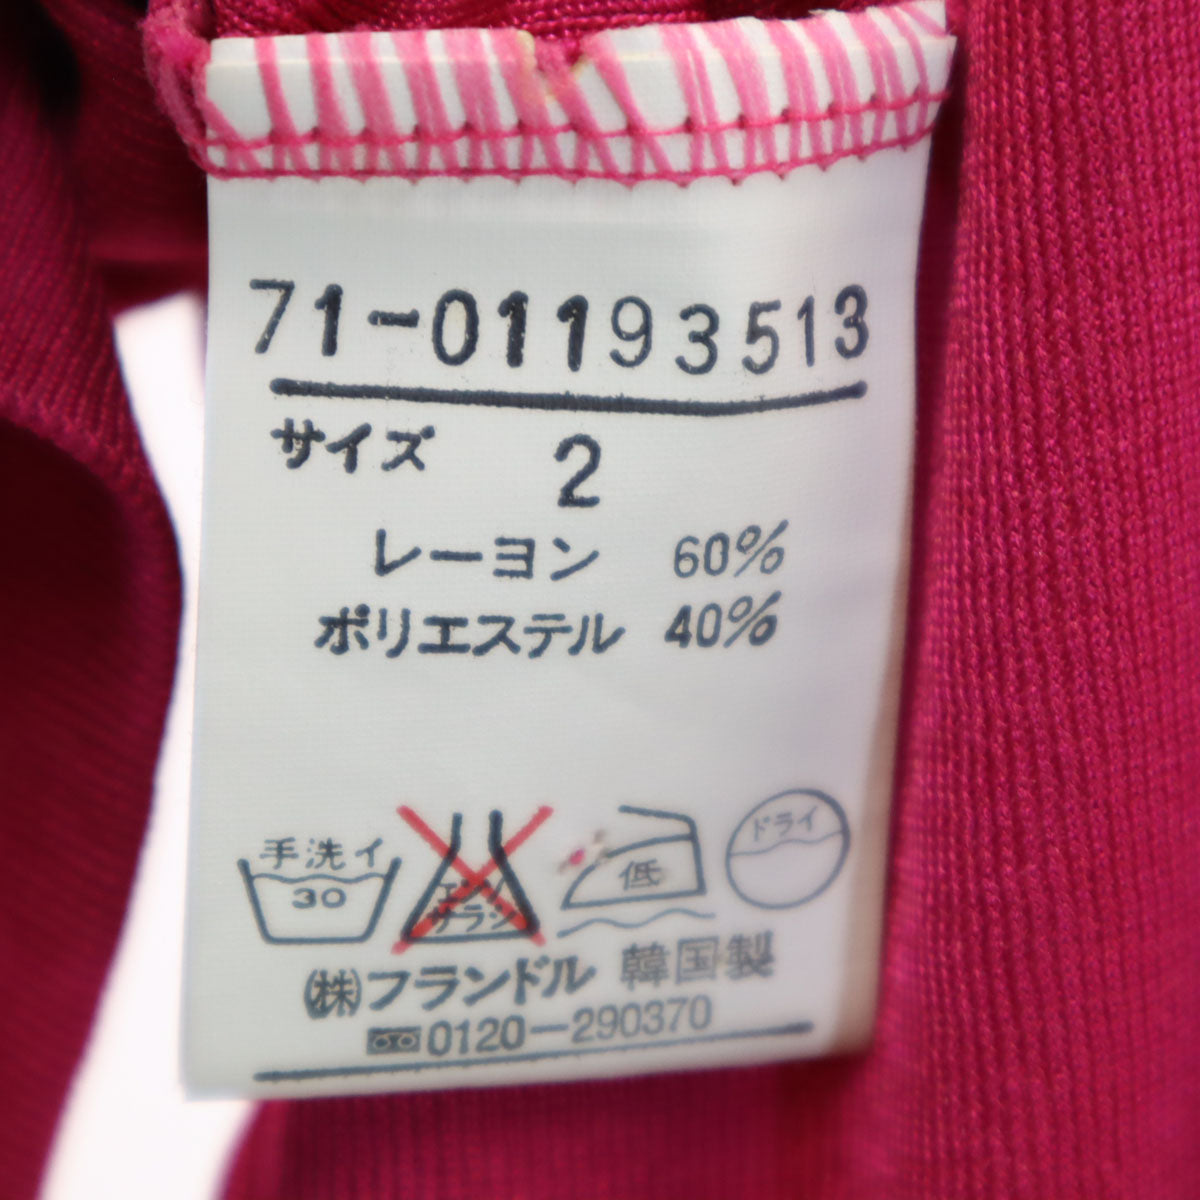 71-01193513
サイズ 2
レーヨン 60%
ポリエステル 40%
手洗イ
30
エンソ
サラシ
低
ドライ
(株)フランドル 韓国製
0120-290370